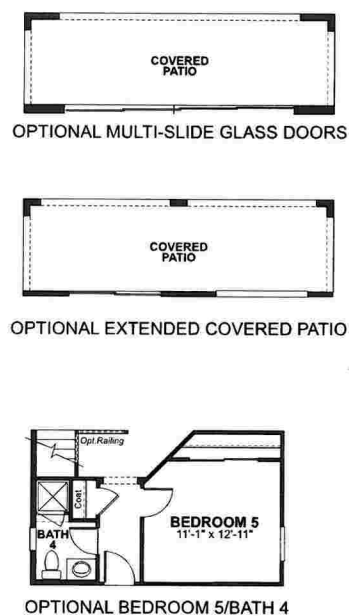 COVERED
PATIO
OPTIONAL MULTI-SLIDE GLASS DOORS
COVERED
PATIO
OPTIONAL EXTENDED COVERED PATIO
Opt.Railing
Coat
BATH
4
BEDROOM 5
11'-1" x 12'-11"
OPTIONAL BEDROOM 5/BATH 4